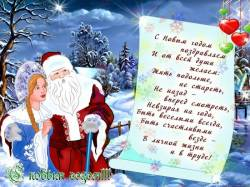 С Новым годом
поздравляем
И от всей души
желаем:
Жить подольше,
не стареть,
Не назад -
вперед смотреть,
Невзирая на года,
Быть веселыми всегда,
Быть счастливыми
везде -
В личной жизни
и в труде!
С новым годом!!!